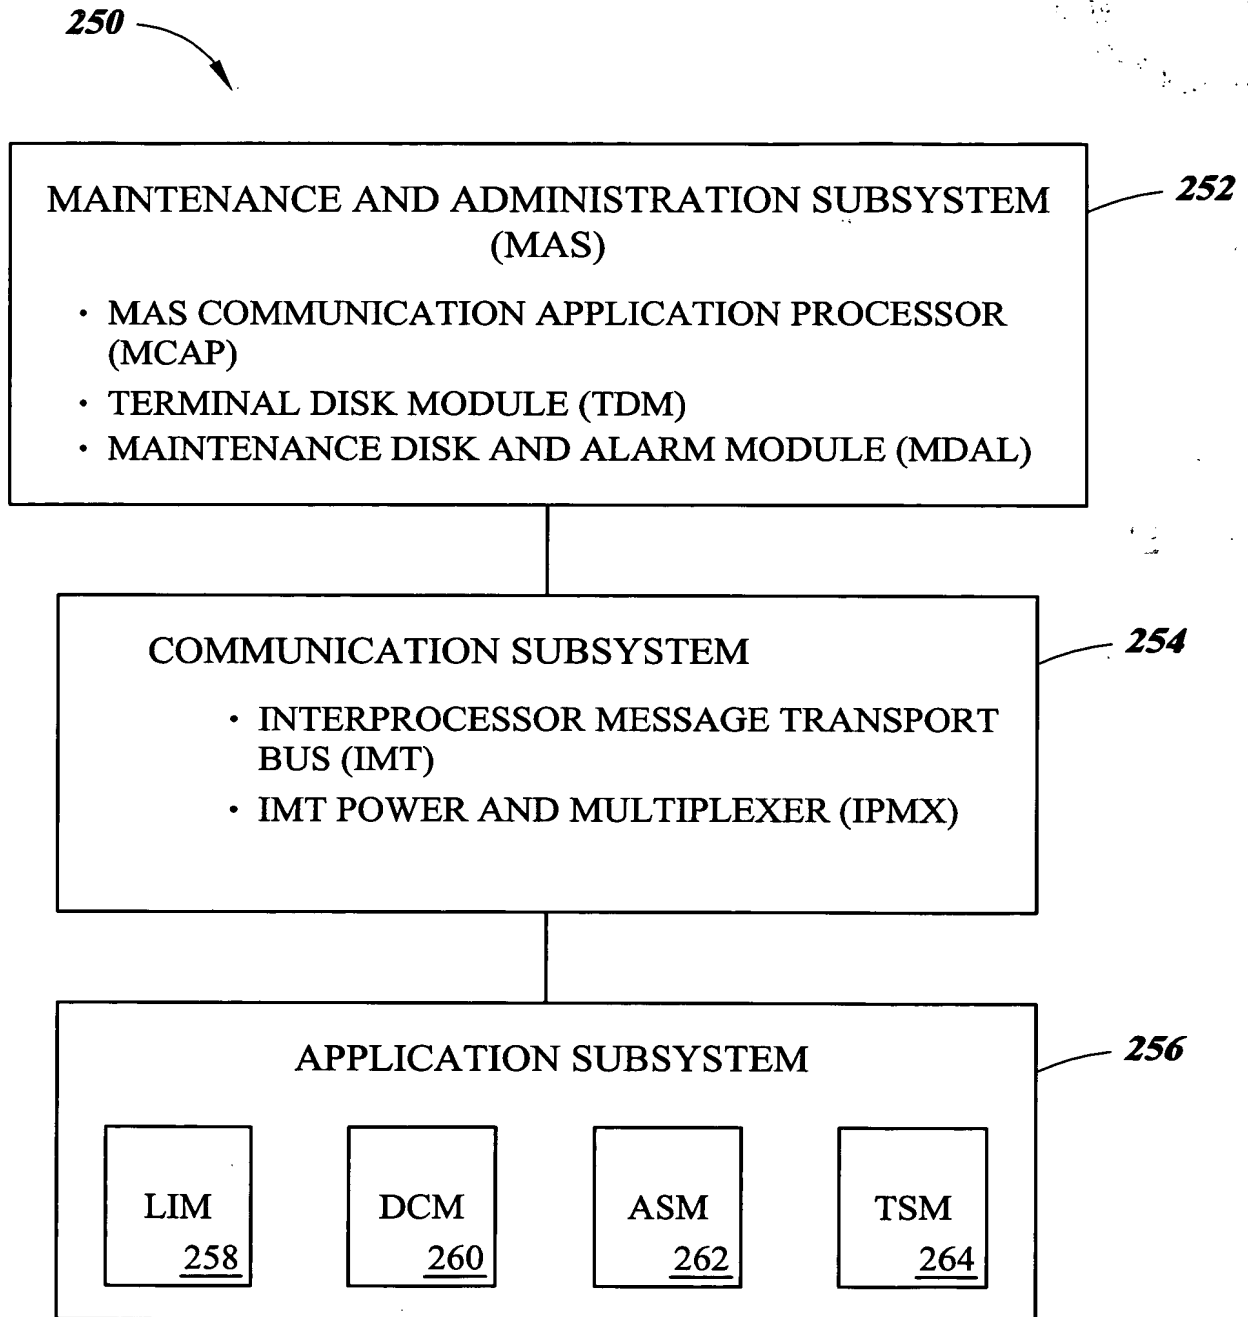 250
MAINTENANCE AND ADMINISTRATION SUBSYSTEM
(MAS)
252
· MAS COMMUNICATION APPLICATION PROCESSOR
(MCAP)
· TERMINAL DISK MODULE (TDM)
· MAINTENANCE DISK AND ALARM MODULE (MDAL)
COMMUNICATION SUBSYSTEM
254
· INTERPROCESSOR MESSAGE TRANSPORT
BUS (IMT)
· IMT POWER AND MULTIPLEXER (IPMX)
APPLICATION SUBSYSTEM
256
LIM
258
DCM
260
ASM
262
TSM
264